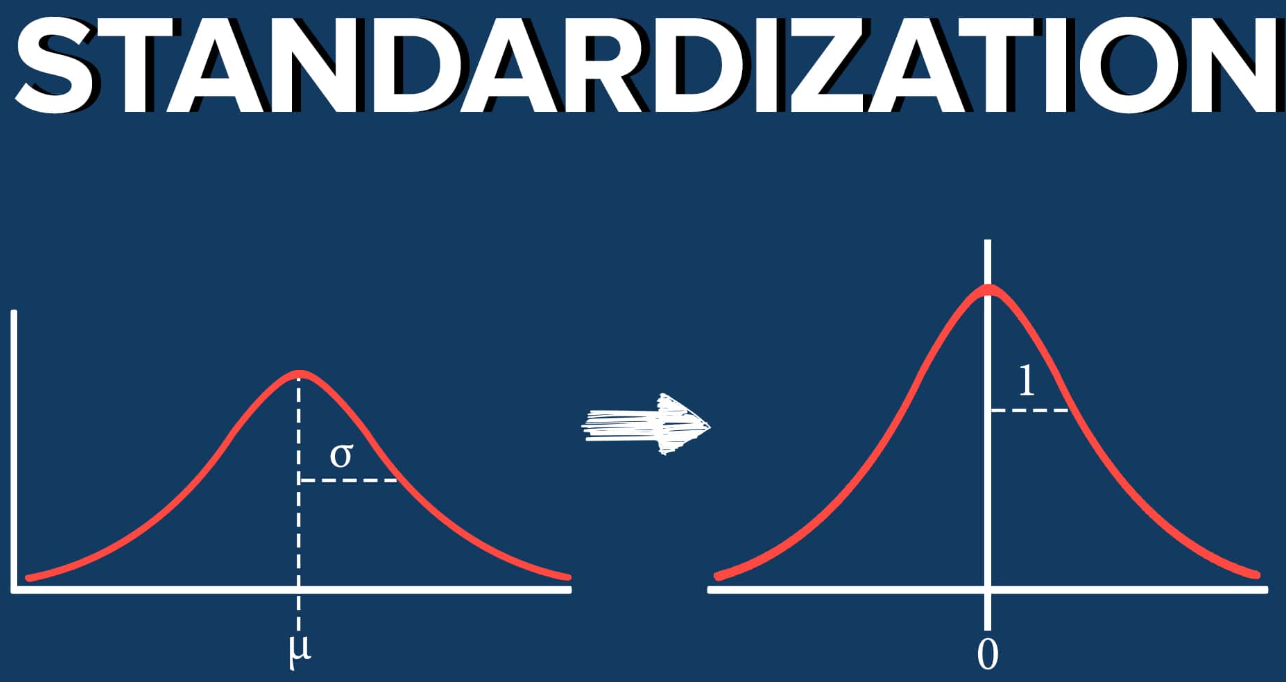 STANDARDIZATION
σ
μ
1
0